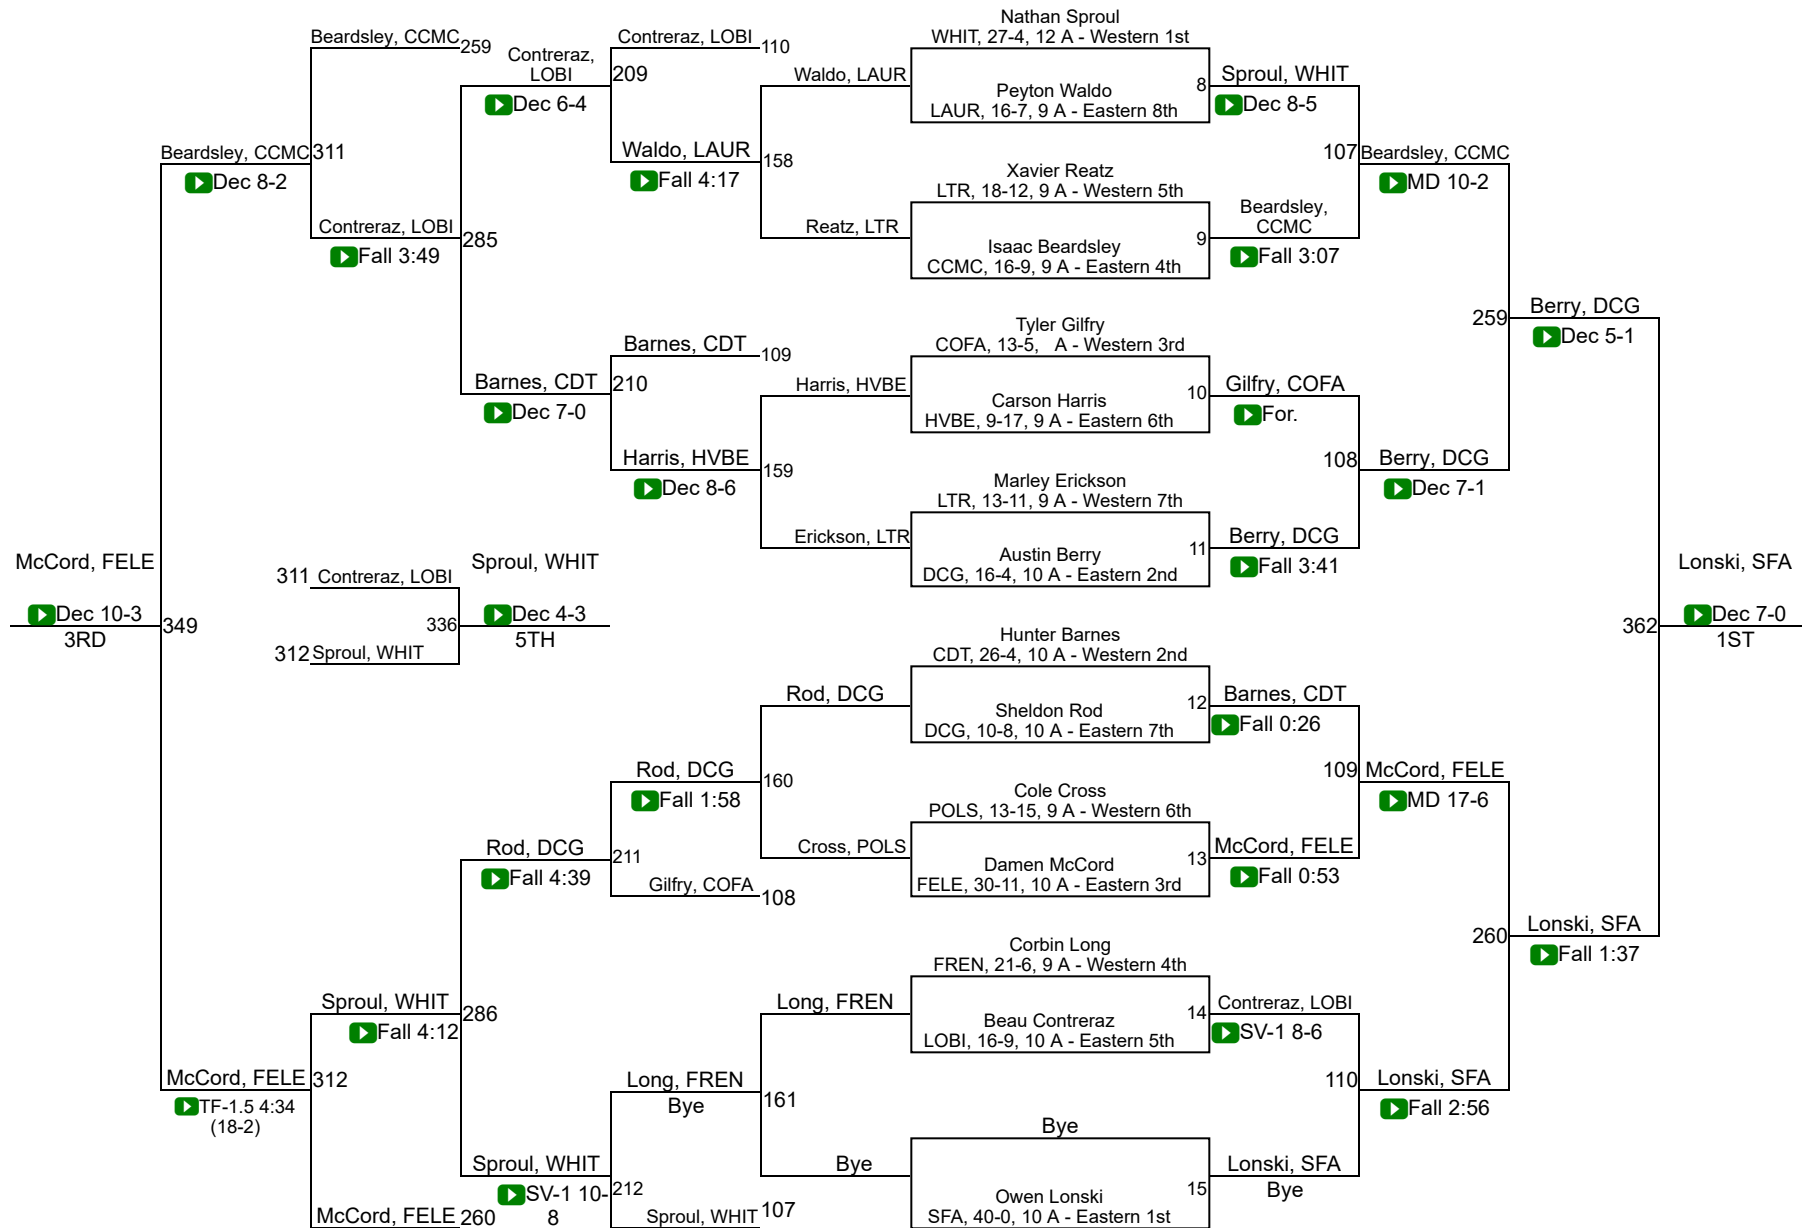 Nathan Sproul
WHIT, 27-4, 12 A - Western 1st
Beardsley, CCMC
259
Contreraz,
LOBI
Dec 6-4
Contreraz, LOBI
110
209
Waldo, LAUR
Peyton Waldo
LAUR, 16-7, 9 A - Eastern 8th
8
Sproul, WHIT
Dec 8-5
Beardsley, CCMC
311
Dec 8-2
Waldo, LAUR
158
Fall 4:17
Xavier Reatz
LTR, 18-12, 9 A - Western 5th
107
Beardsley, CCMC
MD 10-2
Contreraz, LOBI
285
Fall 3:49
Reatz, LTR
Isaac Beardsley
CCMC, 16-9, 9 A - Eastern 4th
9
Beardsley,
CCMC
Fall 3:07
Tyler Gilfry
COFA, 13-5, A - Western 3rd
259
Berry, DCG
Dec 5-1
Barnes, CDT
109
Barnes, CDT
210
Dec 7-0
Harris, HVBE
Carson Harris
HVBE, 9-17, 9 A - Eastern 6th
10
Gilfry, COFA
For.
Harris, HVBE
159
Dec 8-6
Marley Erickson
LTR, 13-11, 9 A - Western 7th
108
Berry, DCG
Dec 7-1
Erickson, LTR
Austin Berry
DCG, 16-4, 10 A - Eastern 2nd
11
Berry, DCG
Fall 3:41
McCord, FELE
Dec 10-3
3RD
349
311
Contreraz, LOBI
336
312
Sproul, WHIT
Sproul, WHIT
Dec 4-3
5TH
Lonski, SFA
362
Dec 7-0
1ST
Hunter Barnes
CDT, 26-4, 10 A - Western 2nd
Rod, DCG
Sheldon Rod
DCG, 10-8, 10 A - Eastern 7th
12
Barnes, CDT
Fall 0:26
Rod, DCG
160
Fall 1:58
Cole Cross
POLS, 13-15, 9 A - Western 6th
109
McCord, FELE
MD 17-6
Rod, DCG
211
Fall 4:39
Gilfry, COFA
108
Cross, POLS
Damen McCord
FELE, 30-11, 10 A - Eastern 3rd
13
McCord, FELE
Fall 0:53
Corbin Long
FREN, 21-6, 9 A - Western 4th
260
Lonski, SFA
Fall 1:37
Sproul, WHIT
286
Fall 4:12
Long, FREN
Beau Contreraz
LOBI, 16-9, 10 A - Eastern 5th
14
Contreraz, LOBI
SV-1 8-6
McCord, FELE
312
TF-1.5 4:34
(18-2)
Long, FREN
Bye
161
Bye
110
Lonski, SFA
Fall 2:56
Sproul, WHIT
SV-1 10-
8
212
Bye
Owen Lonski
SFA, 40-0, 10 A - Eastern 1st
15
Lonski, SFA
Bye
McCord, FELE
260
Sproul, WHIT
107